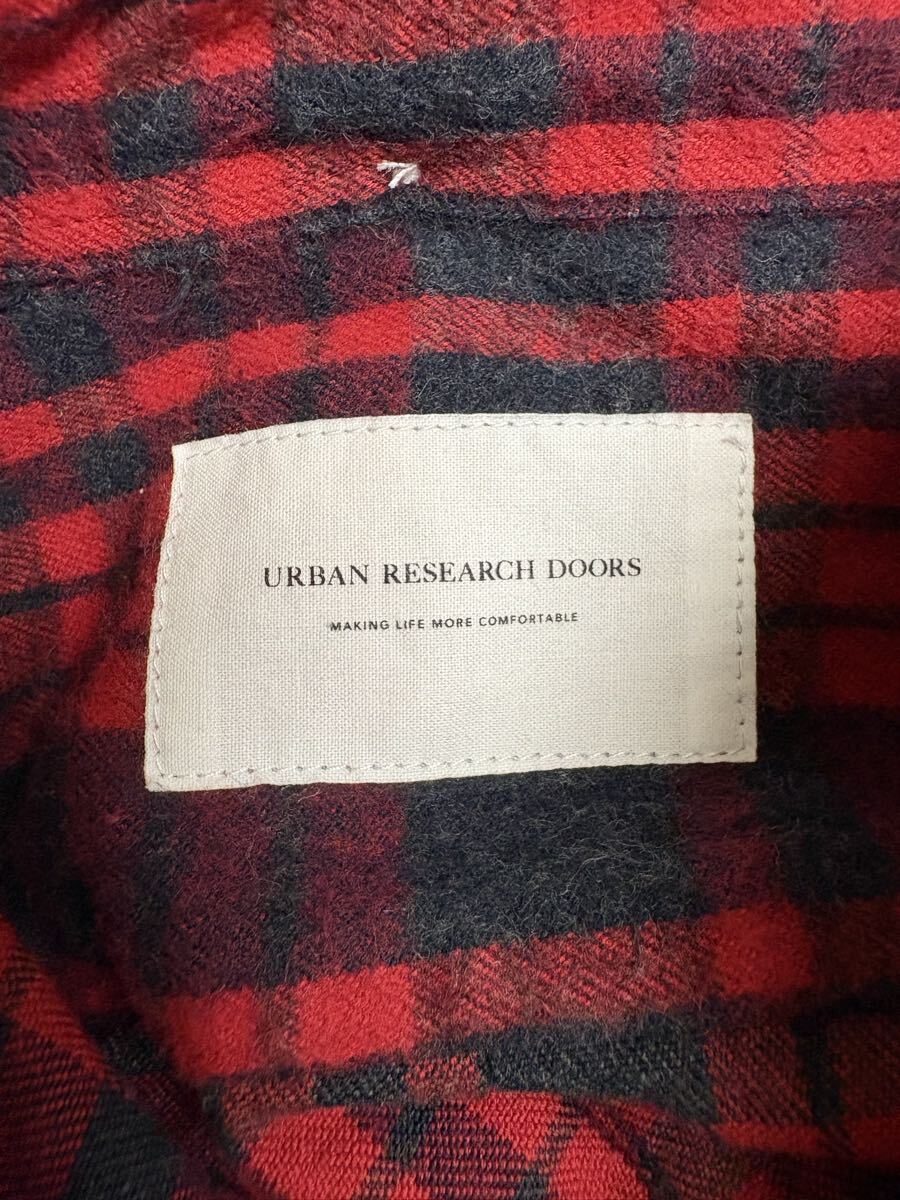 URBAN RESEARCH DOORS
MAKING LIFE MORE COMFORTABLE